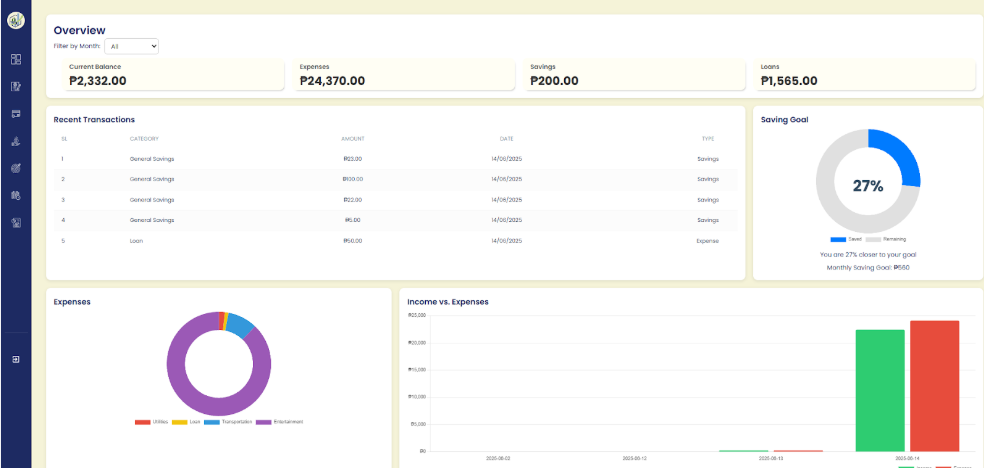 Overview
Filter by Month: All
Current Balance Expenses Savings Loans
₱2,332.00 ₱24,370.00 ₱200.00 ₱1,565.00
Recent Transactions
SL CATEGORY AMOUNT DATE TYPE
1 General Savings ₱23.00 14/06/2025 Savings
2 General Savings ₱100.00 14/06/2025 Savings
3 General Savings ₱22.00 14/06/2025 Savings
4 General Savings ₱5.00 14/06/2025 Savings
5 Loan ₱50.00 14/06/2025 Expense
Saving Goal
27%
Saved Remaining
You are 27% closer to your goal
Monthly Saving Goal: ₱560
Expenses
Utilities Loan Transportation Entertainment
Income vs. Expenses
₱25,000
₱20,000
₱15,000
₱10,000
₱5,000
₱0
2025-06-02 2025-06-12 2025-06-13 2025-06-14